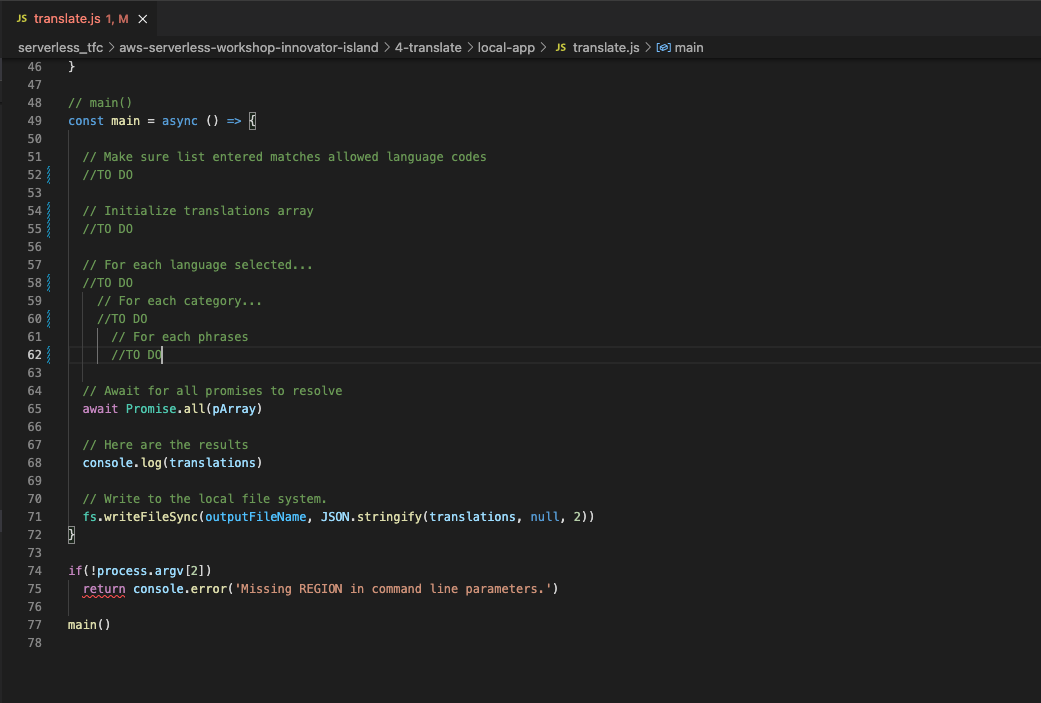 JS translate.js 1, M ×
serverless_tfc > aws-serverless-workshop-innovator-island > 4-translate > local-app > JS translate.js > main
46 }
47
48 // main()
49 const main = async () => {
50
51 // Make sure list entered matches allowed language codes
52 //TO DO
53
54 // Initialize translations array
55 //TO DO
56
57 // For each language selected...
58 //TO DO
59 // For each category...
60 //TO DO
61 // For each phrases
62 //TO DO
63
64 // Await for all promises to resolve
65 await Promise.all(pArray)
66
67 // Here are the results
68 console.log(translations)
69
70 // Write to the local file system.
71 fs.writeFileSync(outputFileName, JSON.stringify(translations, null, 2))
72 }
73
74 if(!process.argv[2])
75 return console.error('Missing REGION in command line parameters.')
76
77 main()
78